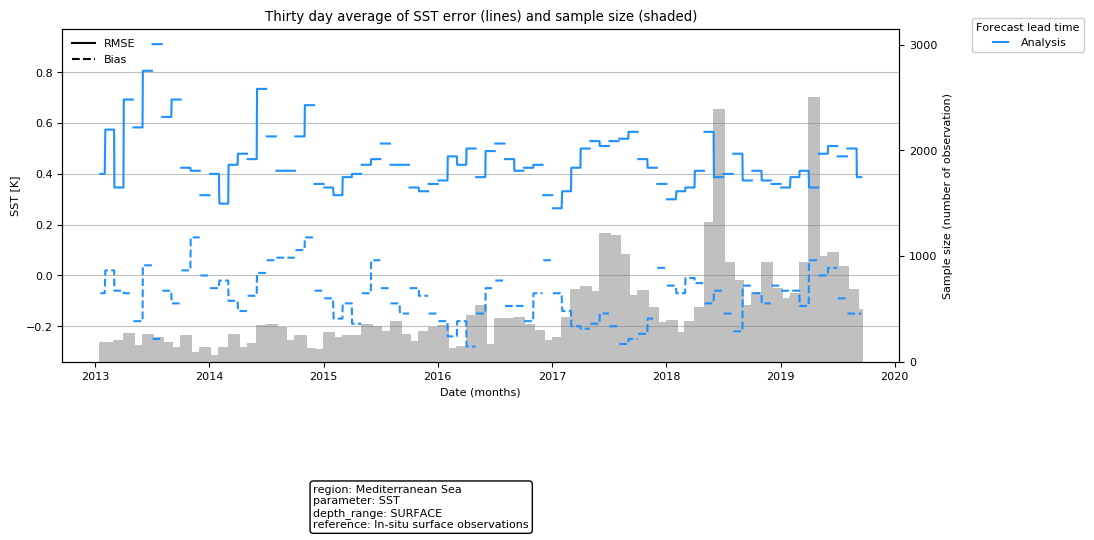 Thirty day average of SST error (lines) and sample size (shaded)
RMSE
Bias
Forecast lead time
Analysis
SST [K]
0.8
0.6
0.4
0.2
0.0
−0.2
3000
2000
1000
0
Sample size (number of observation)
2013
2014
2015
2016
2017
2018
2019
2020
Date (months)
region: Mediterranean Sea
parameter: SST
depth_range: SURFACE
reference: In-situ surface observations